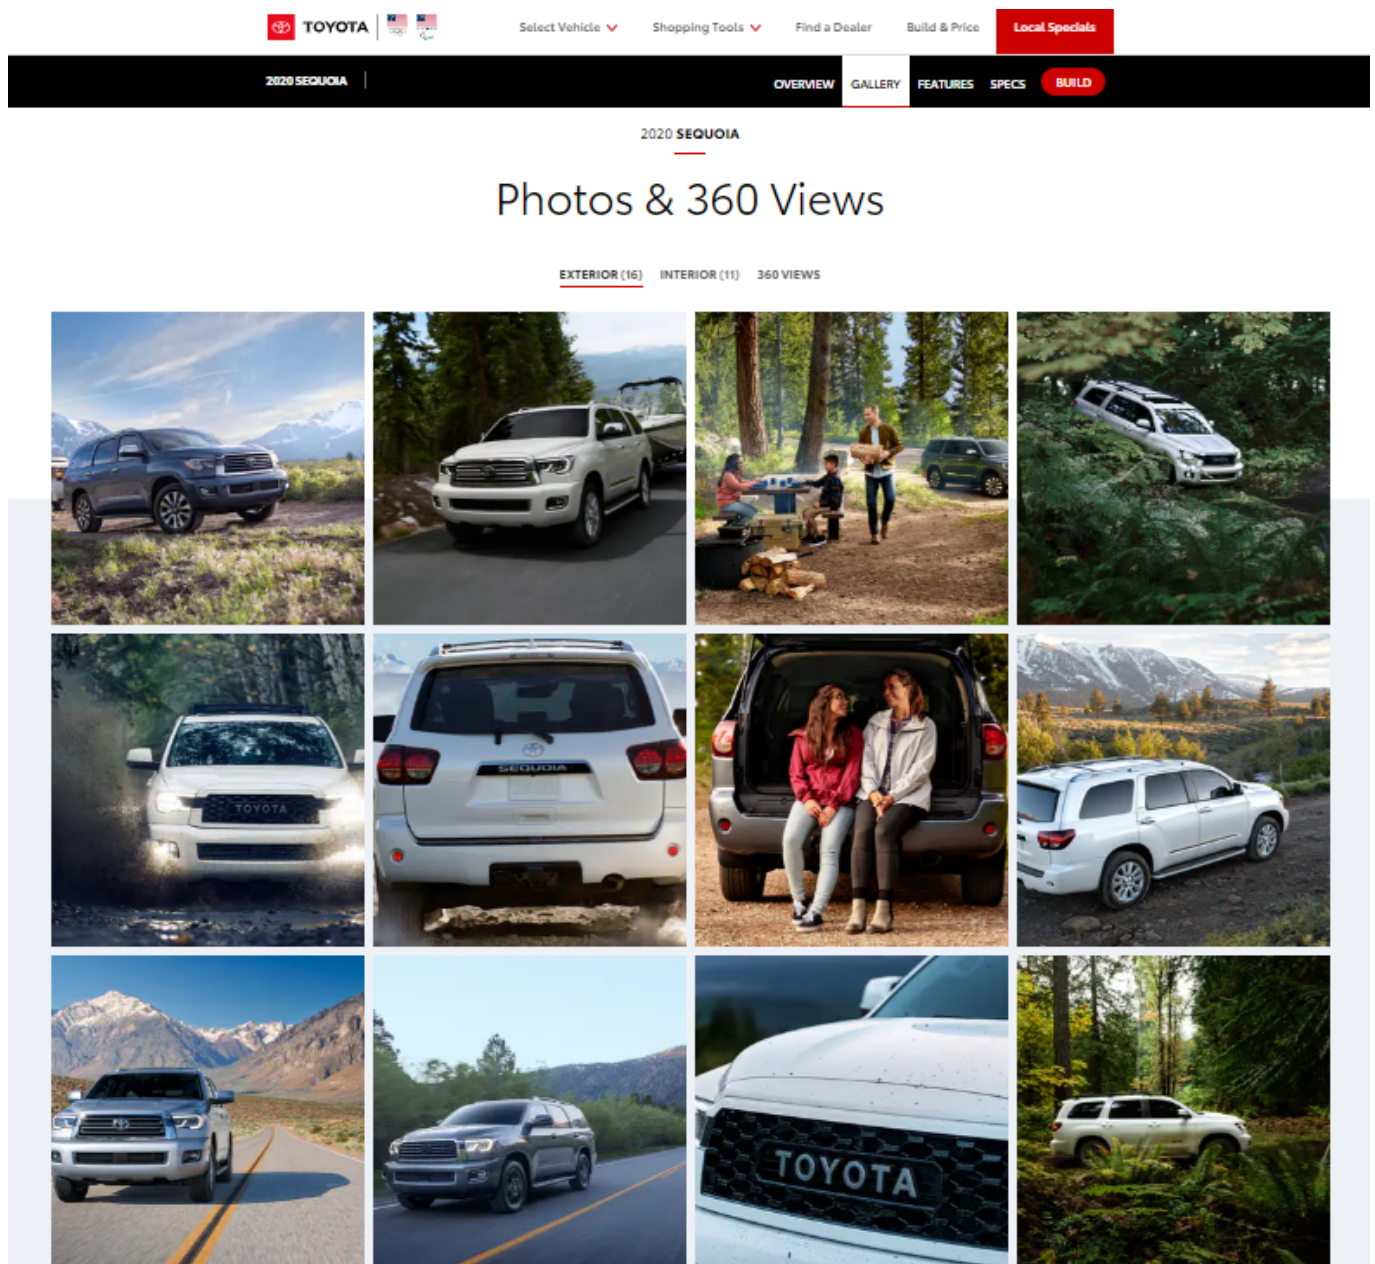 TOYOTA
Select Vehicle
Shopping Tools
Find a Dealer
Build & Price
Local Specials
2020 SEQUOIA
OVERVIEW
GALLERY
FEATURES
SPECS
BUILD
2020 SEQUOIA
Photos & 360 Views
EXTERIOR (16)
INTERIOR (11)
360 VIEWS
TOYOTA
SEQUOIA
TOYOTA